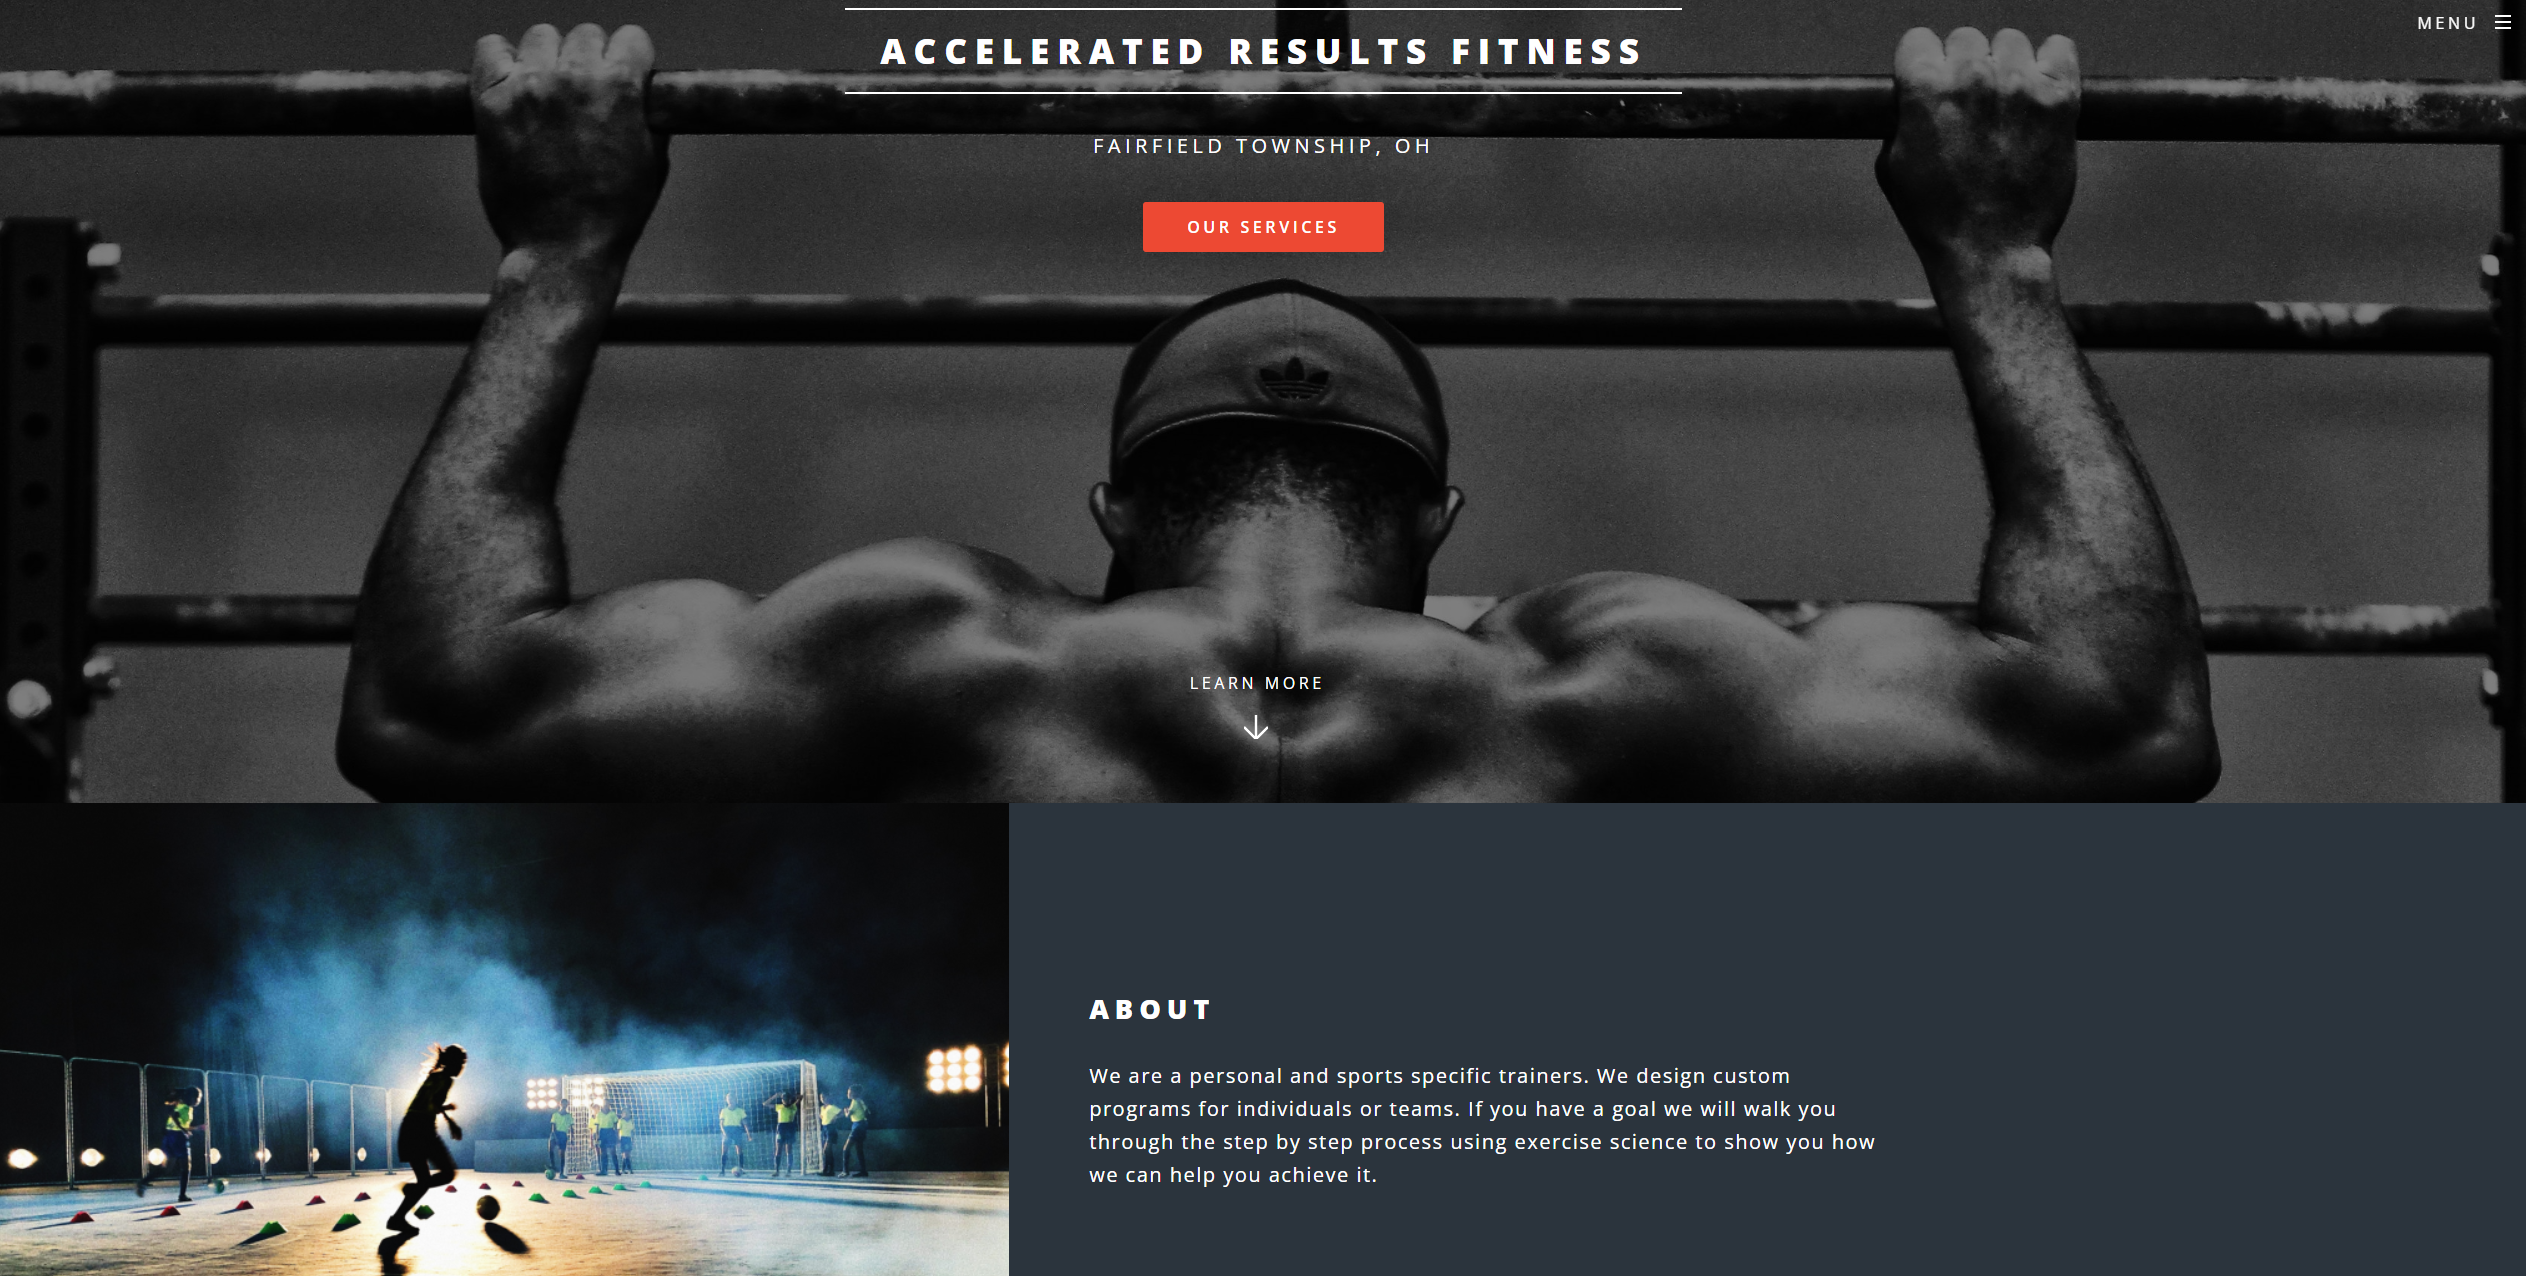 MENU
ACCELERATED RESULTS FITNESS
FAIRFIELD TOWNSHIP, OH
OUR SERVICES
LEARN MORE
ABOUT
We are a personal and sports specific trainers. We design custom
programs for individuals or teams. If you have a goal we will walk you
through the step by step process using exercise science to show you how
we can help you achieve it.